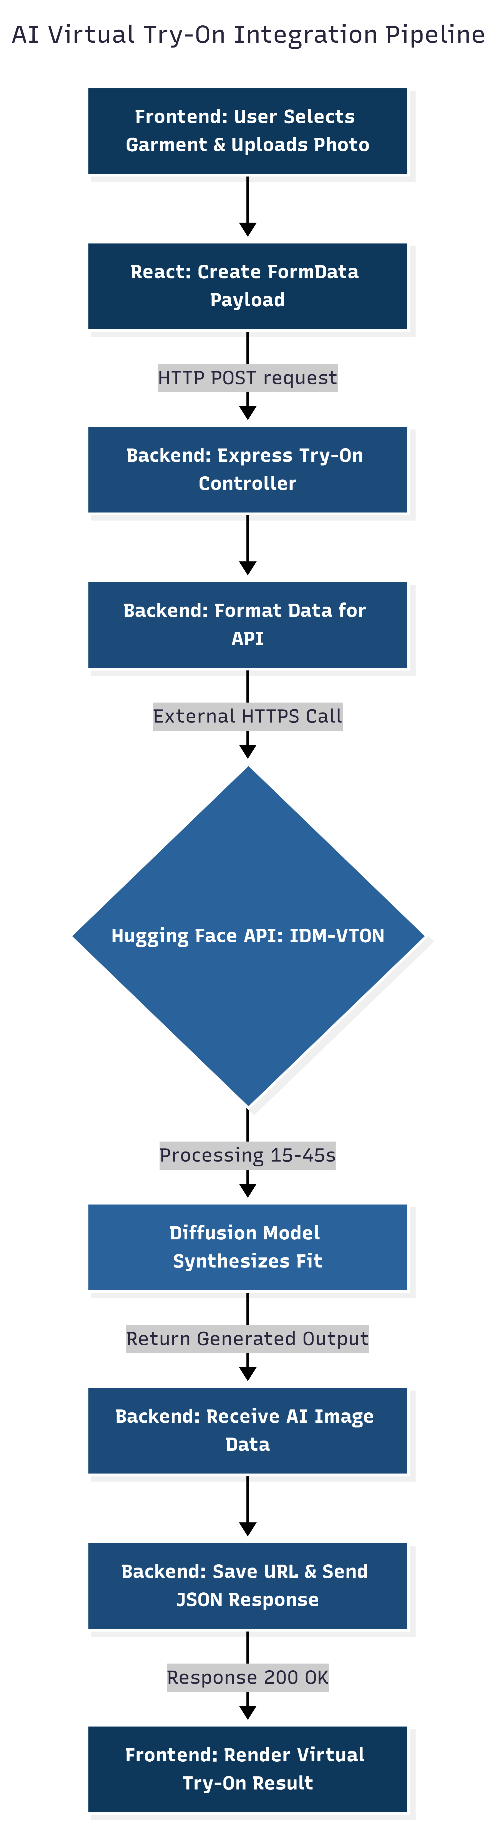 AI Virtual Try-On Integration Pipeline
Frontend: User Selects
Garment & Uploads Photo
React: Create FormData
Payload
HTTP POST request
Backend: Express Try-On
Controller
Backend: Format Data for
API
External HTTPS Call
Hugging Face API: IDM-VTON
Processing 15-45s
Diffusion Model
Synthesizes Fit
Return Generated Output
Backend: Receive AI Image
Data
Backend: Save URL & Send
JSON Response
Response 200 OK
Frontend: Render Virtual
Try-On Result